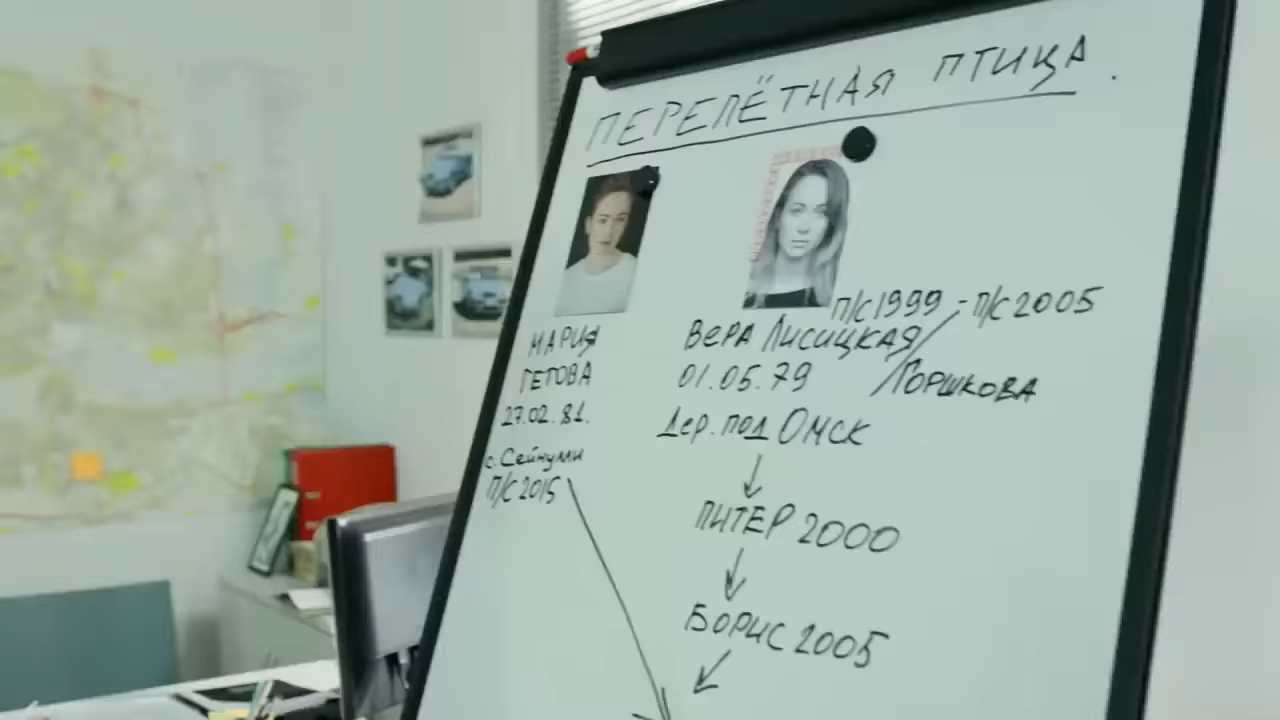 ПЕРЕЛЁТНАЯ ПТИЦА.
МАРИЯ
ГЕТОВА
27.02.81.
с. Сейнуми
П/С 2015
П/С 1999 - П/С 2005
ВЕРА ЛИСИЦКАЯ/
ГОРШКОВА
01.05.79
Дер. под ОМСК
ПИТЕР 2000
БОРИС 2005